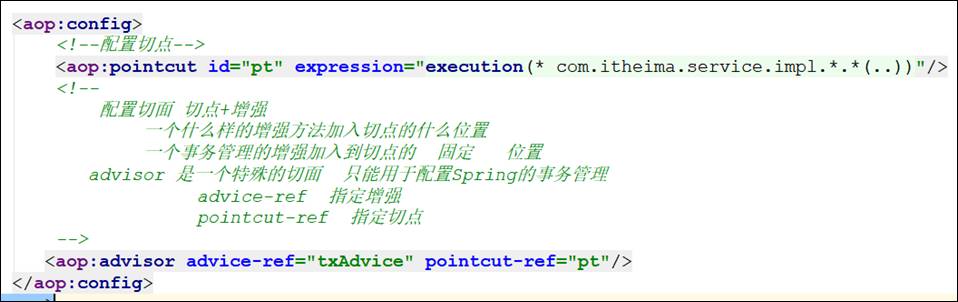 <aop:config>
<!--配置切点-->
<aop:pointcut id="pt" expression="execution(* com.itheima.service.impl.*.*(..))"/>
<!--
配置切面 切点+增强
一个什么样的增强方法加入切点的什么位置
一个事务管理的增强加入到切点的 固定 位置
advisor 是一个特殊的切面 只能用于配置Spring的事务管理
advice-ref 指定增强
pointcut-ref 指定切点
-->
<aop:advisor advice-ref="txAdvice" pointcut-ref="pt"/>
</aop:config>